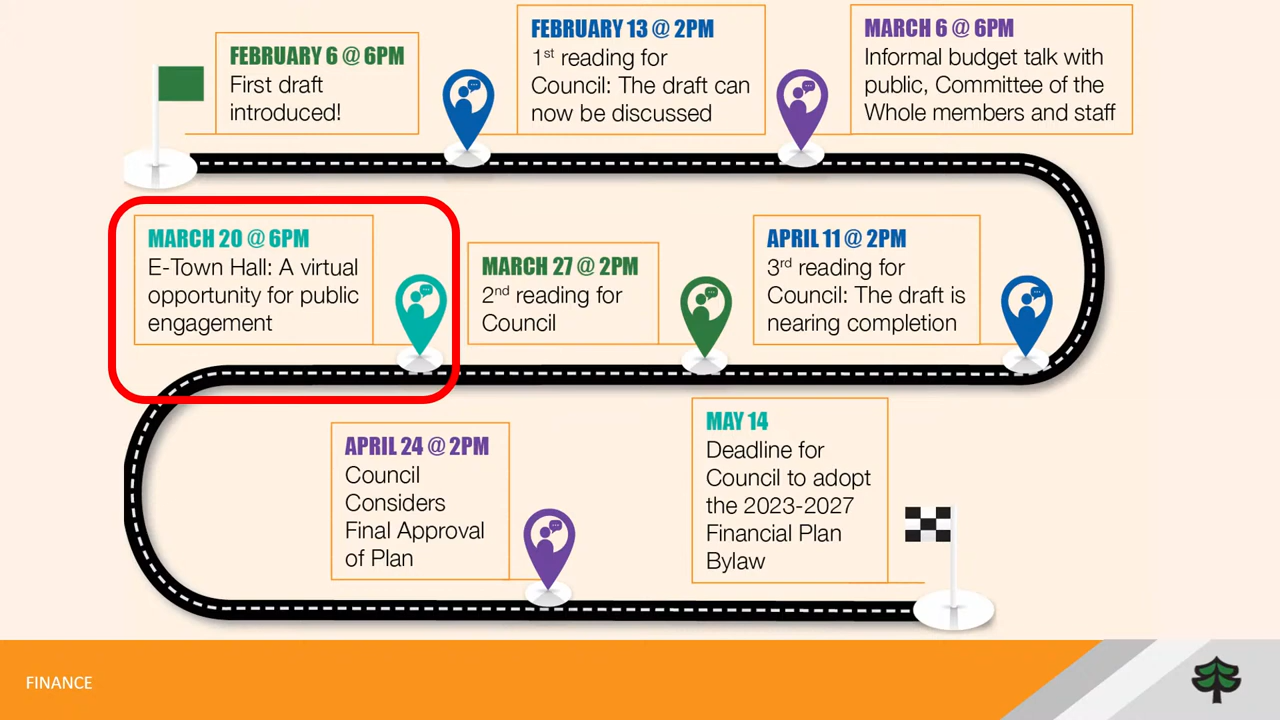 FEBRUARY 6 @ 6PM
First draft
introduced!
FEBRUARY 13 @ 2PM
1st reading for
Council: The draft can
now be discussed
MARCH 6 @ 6PM
Informal budget talk with
public, Committee of the
Whole members and staff
MARCH 20 @ 6PM
E-Town Hall: A virtual
opportunity for public
engagement
MARCH 27 @ 2PM
2nd reading for
Council
APRIL 11 @ 2PM
3rd reading for
Council: The draft is
nearing completion
APRIL 24 @ 2PM
Council
Considers
Final Approval
of Plan
MAY 14
Deadline for
Council to adopt
the 2023-2027
Financial Plan
Bylaw
FINANCE